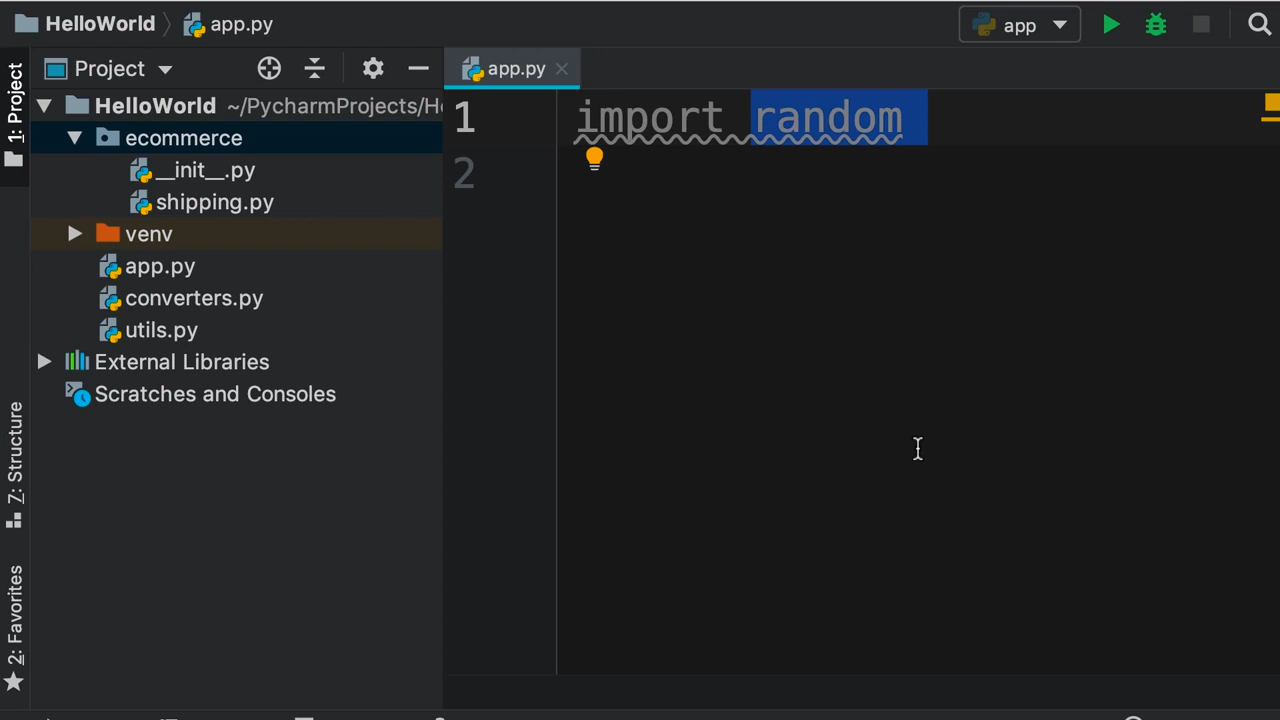 HelloWorld app.py app
1: Project
Project
app.py
HelloWorld ~/PycharmProjects/He
1 import random
ecommerce
__init__.py
2
shipping.py
venv
app.py
converters.py
utils.py
External Libraries
Scratches and Consoles
7: Structure
2: Favorites